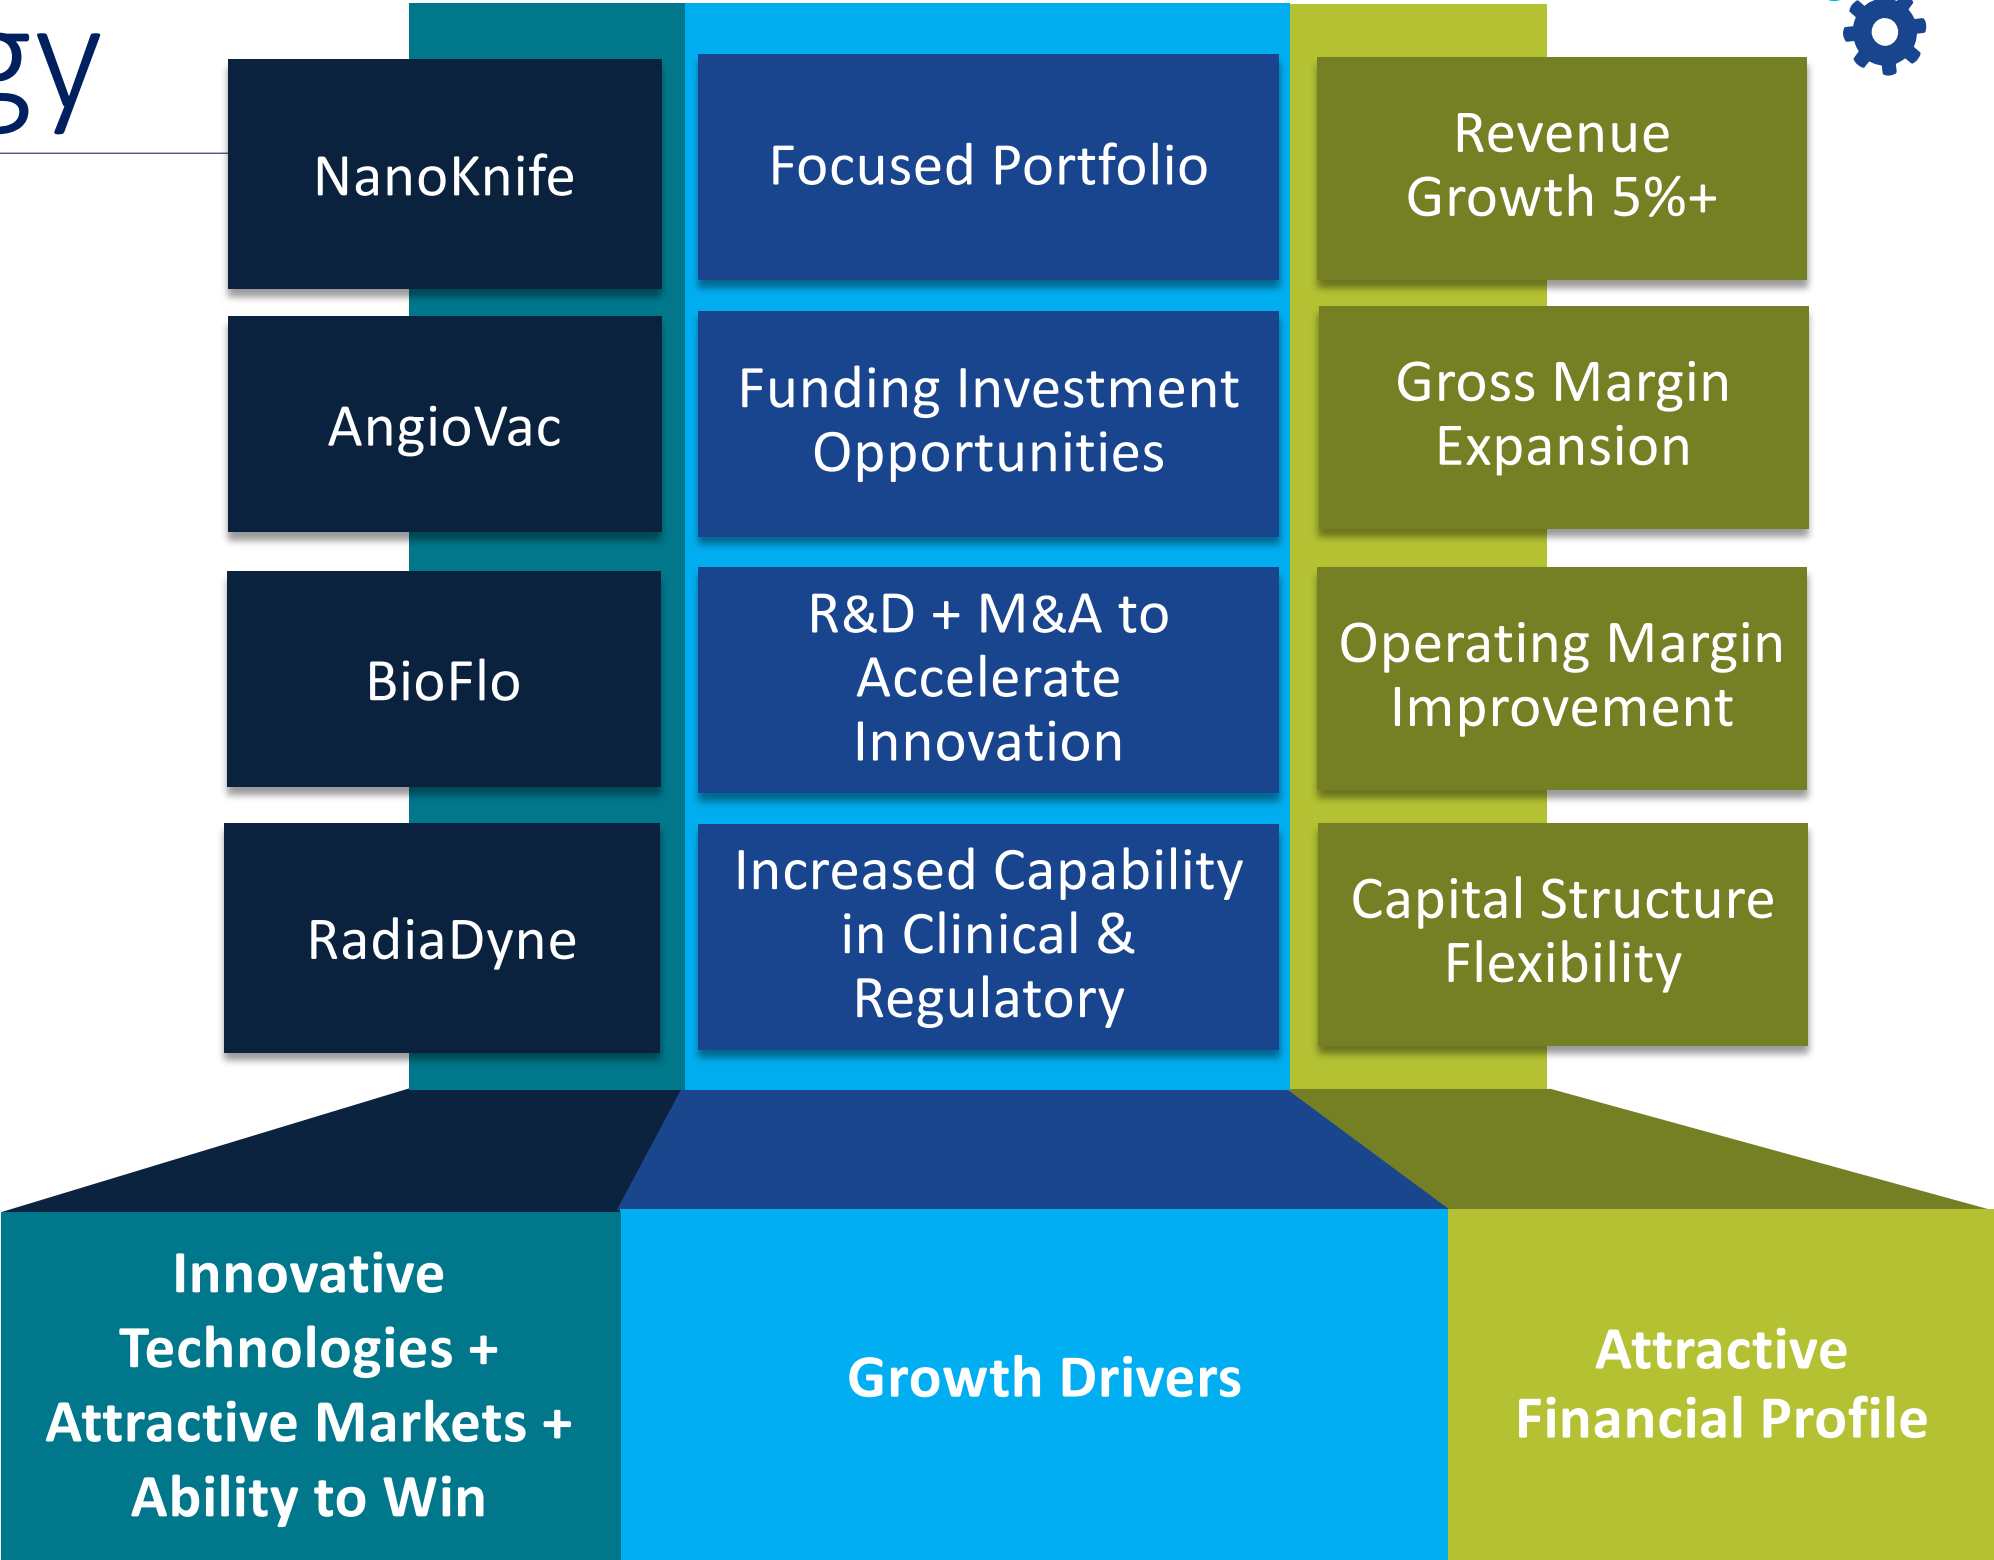 gy
NanoKnife
AngioVac
BioFlo
RadiaDyne
Focused Portfolio
Funding Investment
Opportunities
R&D + M&A to
Accelerate
Innovation
Increased Capability
in Clinical &
Regulatory
Revenue
Growth 5%+
Gross Margin
Expansion
Operating Margin
Improvement
Capital Structure
Flexibility
Innovative
Technologies +
Attractive Markets +
Ability to Win
Growth Drivers
Attractive
Financial Profile